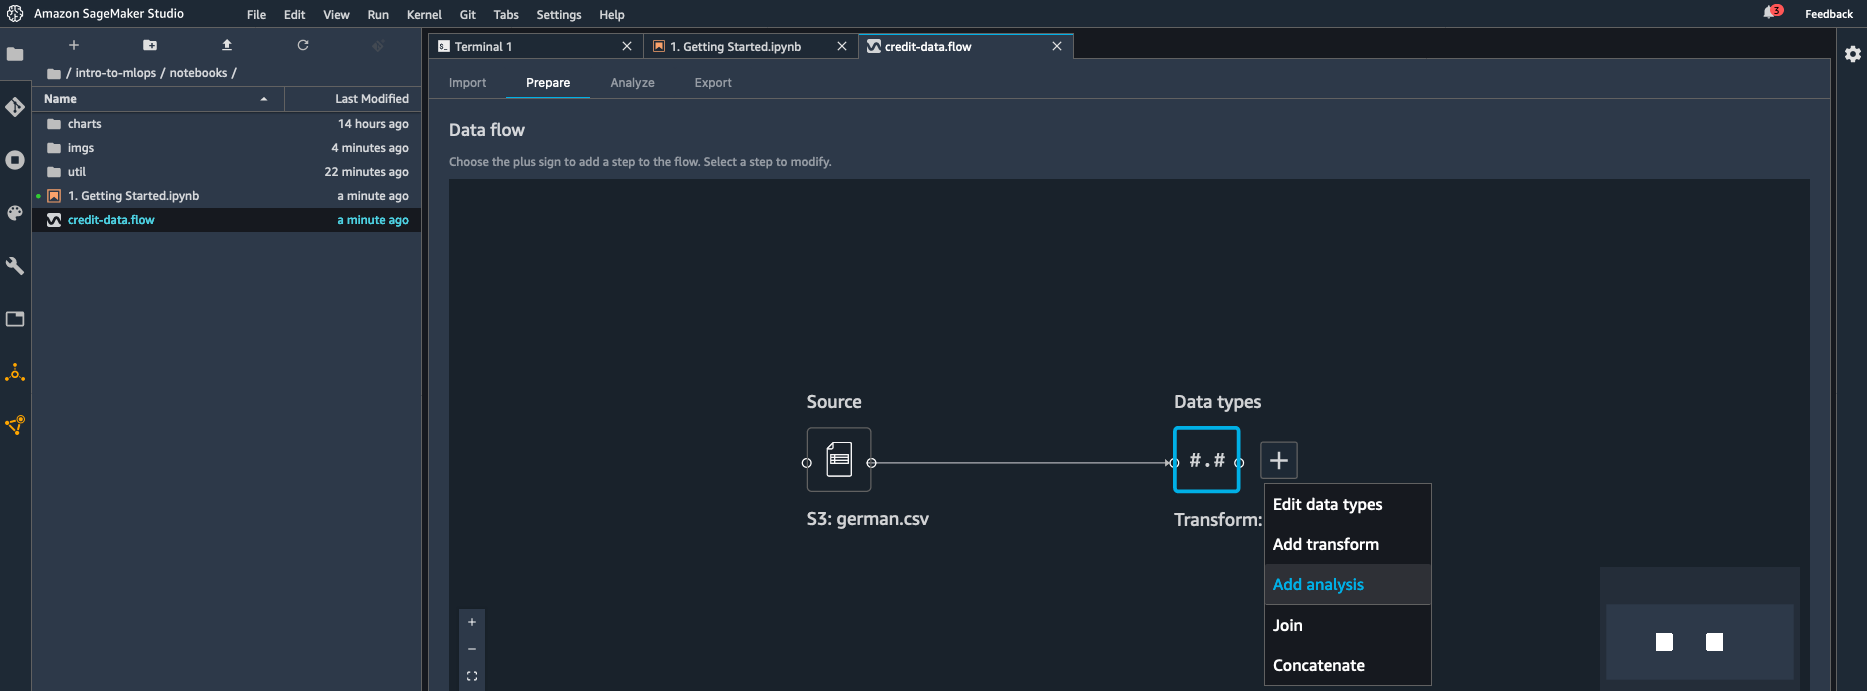 Amazon SageMaker Studio
File Edit View Run Kernel Git Tabs Settings Help
3
Feedback
/ intro-to-mlops / notebooks /
Name Last Modified
charts 14 hours ago
imgs 4 minutes ago
util 22 minutes ago
1. Getting Started.ipynb a minute ago
credit-data.flow a minute ago
Terminal 1
1. Getting Started.ipynb
credit-data.flow
Import Prepare Analyze Export
Data flow
Choose the plus sign to add a step to the flow. Select a step to modify.
Source
S3: german.csv
Data types
#.#
Transform:
Edit data types
Add transform
Add analysis
Join
Concatenate